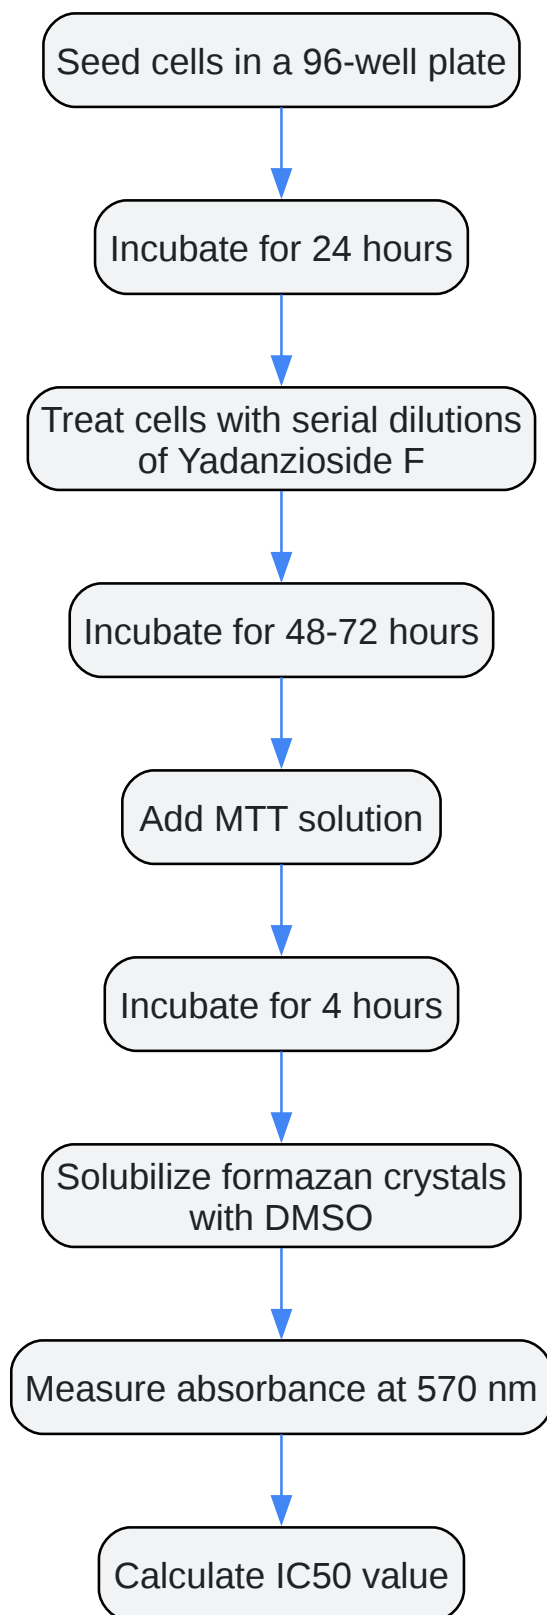 Seed cells in a 96-well plate
Incubate for 24 hours
Treat cells with serial dilutions
of Yadanzioside F
Incubate for 48-72 hours
Add MTT solution
Incubate for 4 hours
Solubilize formazan crystals
with DMSO
Measure absorbance at 570 nm
Calculate IC50 value